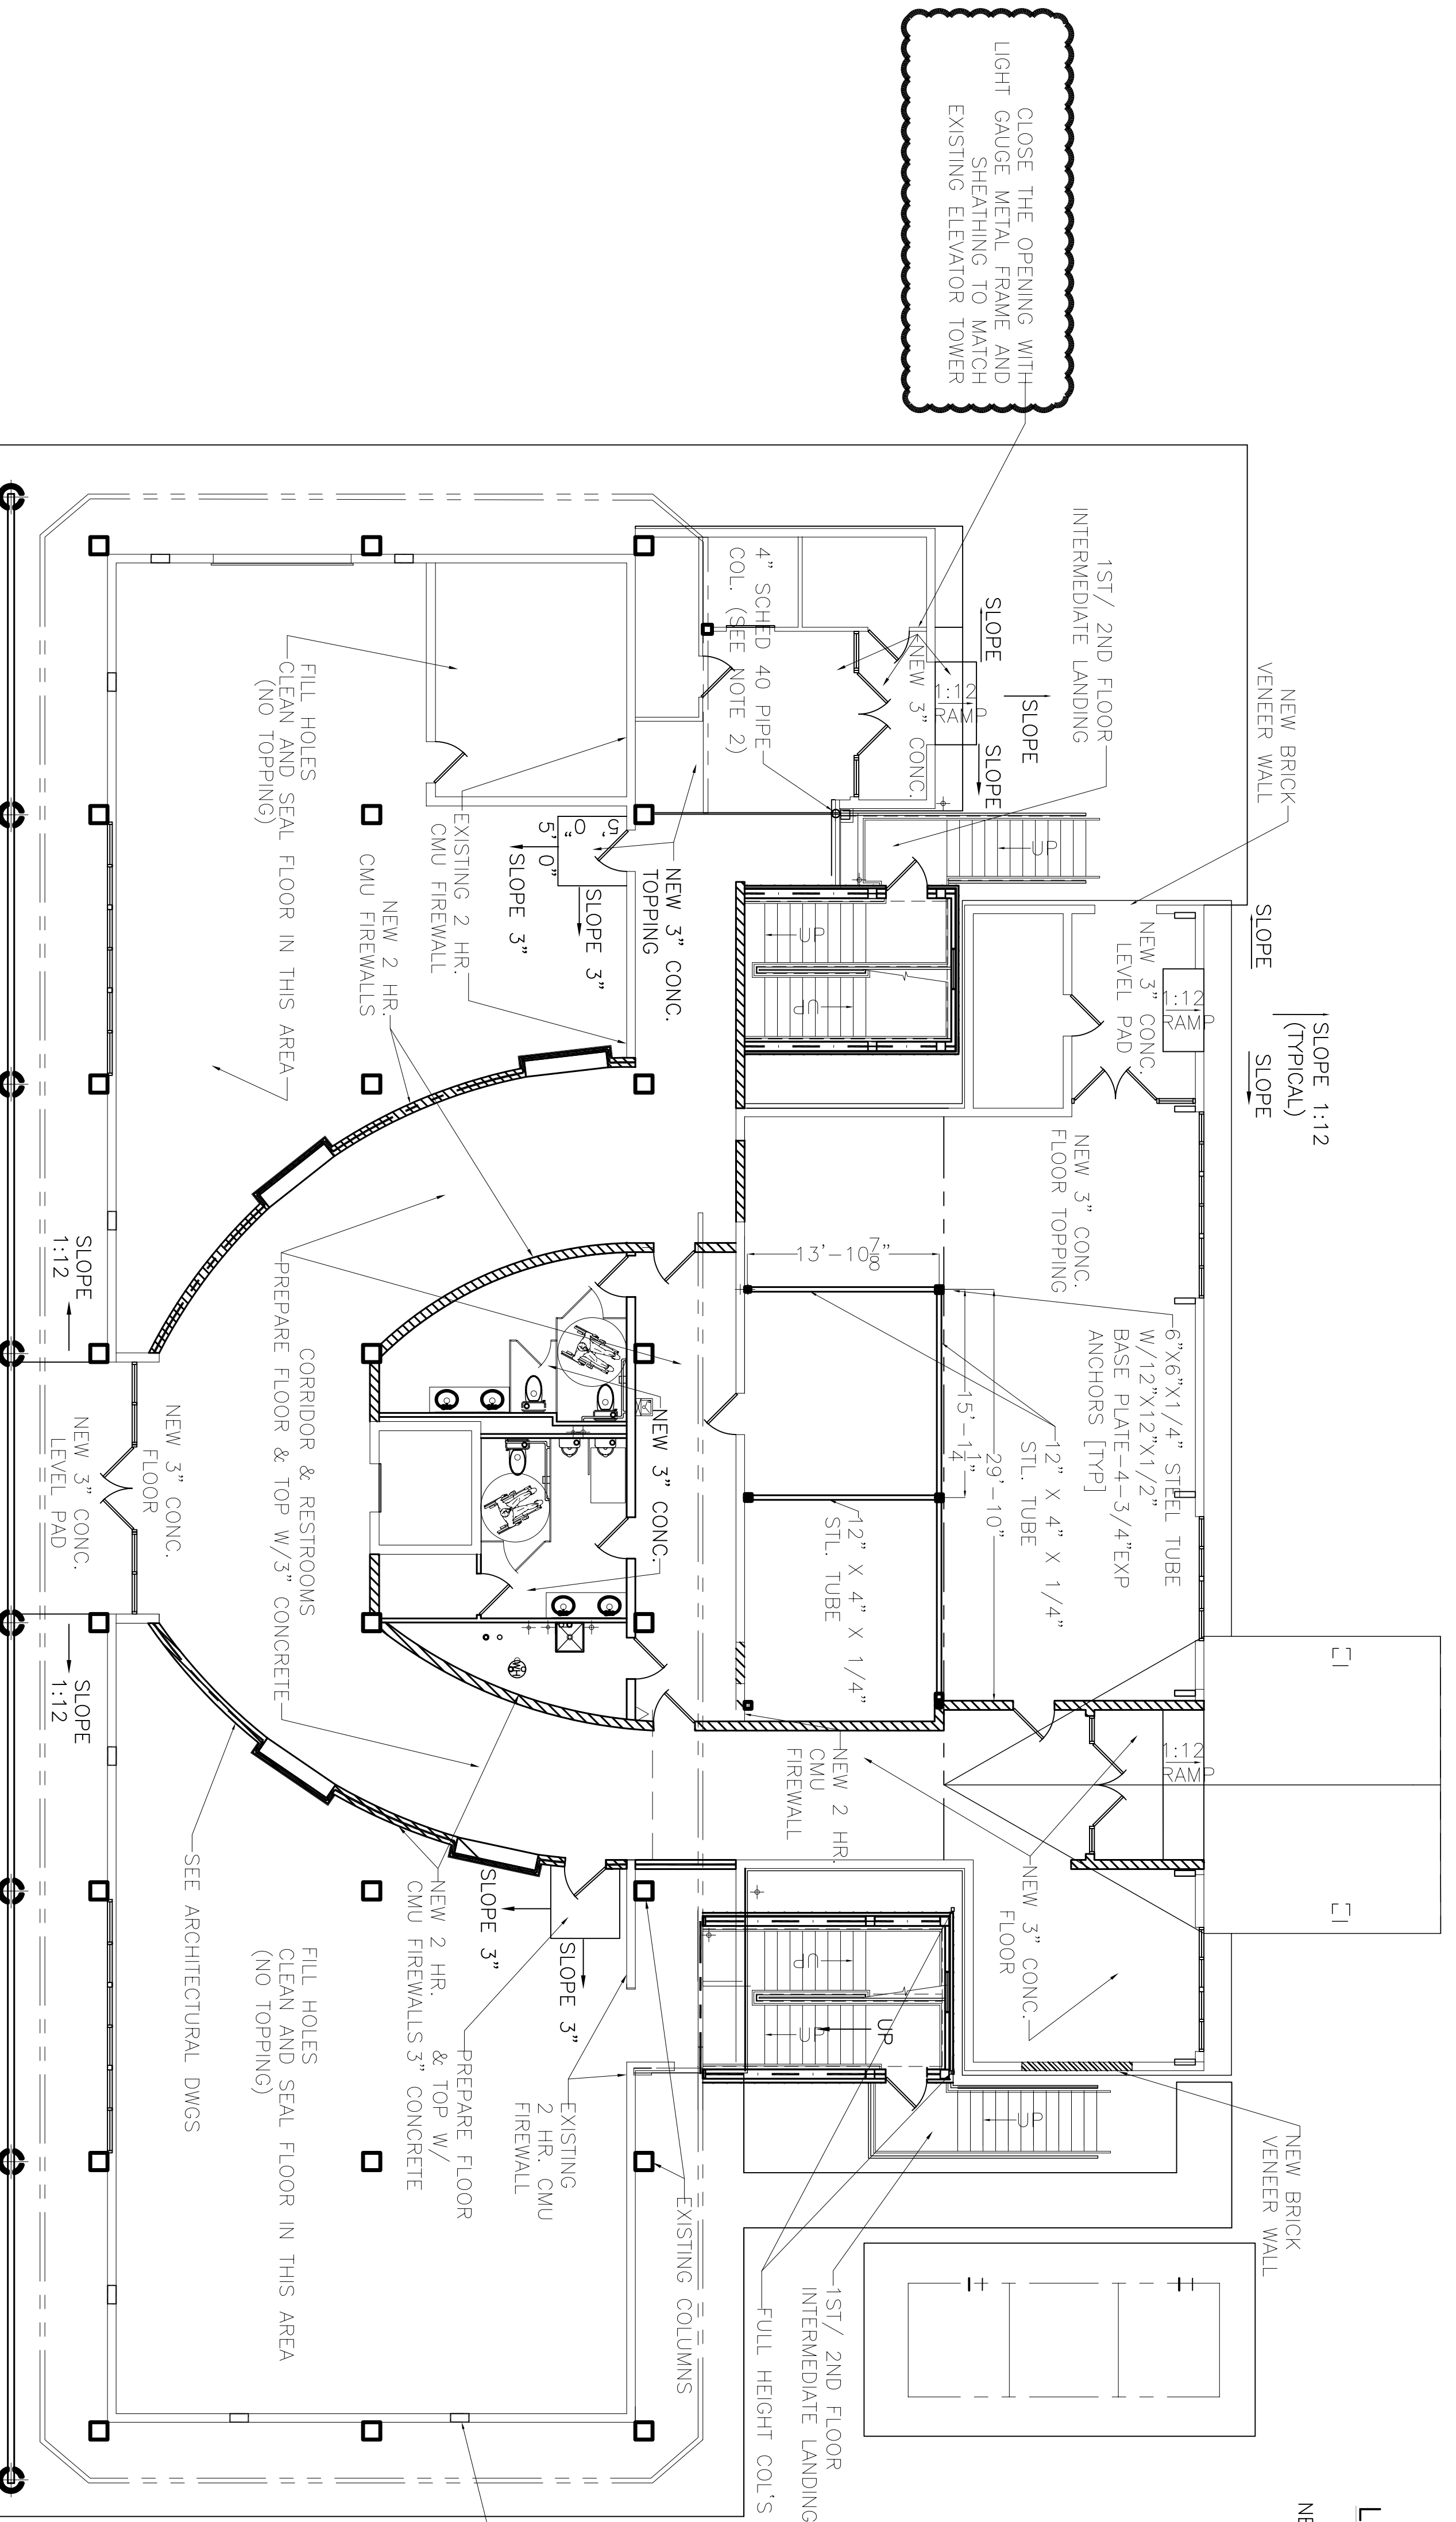 CLOSE THE OPENING WITH
LIGHT GAUGE METAL FRAME AND
SHEATHING TO MATCH
EXISTING ELEVATOR TOWER
NEW BRICK
VENEER WALL
SLOPE
SLOPE 1:12
(TYPICAL)
SLOPE
1ST/ 2ND FLOOR
INTERMEDIATE LANDING
SLOPE
SLOPE
SLOPE
1:12
RAMP
NEW 3" CONC.
4" SCHED 40 PIPE
COL. (SEE NOTE 2)
UP
UP
UP
NEW 3" CONC.
LEVEL PAD
1:12
RAMP
NEW 3" CONC.
FLOOR TOPPING
6"X6"X1/4" STEEL TUBE
W/12"X12"X1/2"
BASE PLATE-4-3/4"EXP
ANCHORS [TYP]
13'-10 7/8"
15'-1 1/4"
29'-10"
12" X 4" X 1/4"
STL. TUBE
12" X 4" X 1/4"
STL. TUBE
1:12
RAMP
NEW 3" CONC.
FLOOR
NEW BRICK
VENEER WALL
NEW 2 HR.
CMU
FIREWALL
UP
UP
UP
UP
1ST/ 2ND FLOOR
INTERMEDIATE LANDING
FULL HEIGHT COL'S
EXISTING COLUMNS
NEW 3" CONC.
TOPPING
5' 0"
5' 0"
SLOPE 3"
SLOPE 3"
EXISTING 2 HR.
CMU FIREWALL
NEW 2 HR.
CMU FIREWALLS
FILL HOLES
CLEAN AND SEAL FLOOR IN THIS AREA
(NO TOPPING)
NEW 3" CONC.
WH
CORRIDOR & RESTROOMS
PREPARE FLOOR & TOP W/3" CONCRETE
SLOPE 3"
SLOPE 3"
EXISTING
2 HR. CMU
FIREWALL
PREPARE FLOOR
& TOP W/
3" CONCRETE
NEW 2 HR.
CMU FIREWALLS
FILL HOLES
CLEAN AND SEAL FLOOR IN THIS AREA
(NO TOPPING)
SEE ARCHITECTURAL DWGS
NEW 3" CONC.
FLOOR
NEW 3" CONC.
LEVEL PAD
SLOPE
1:12
SLOPE
1:12